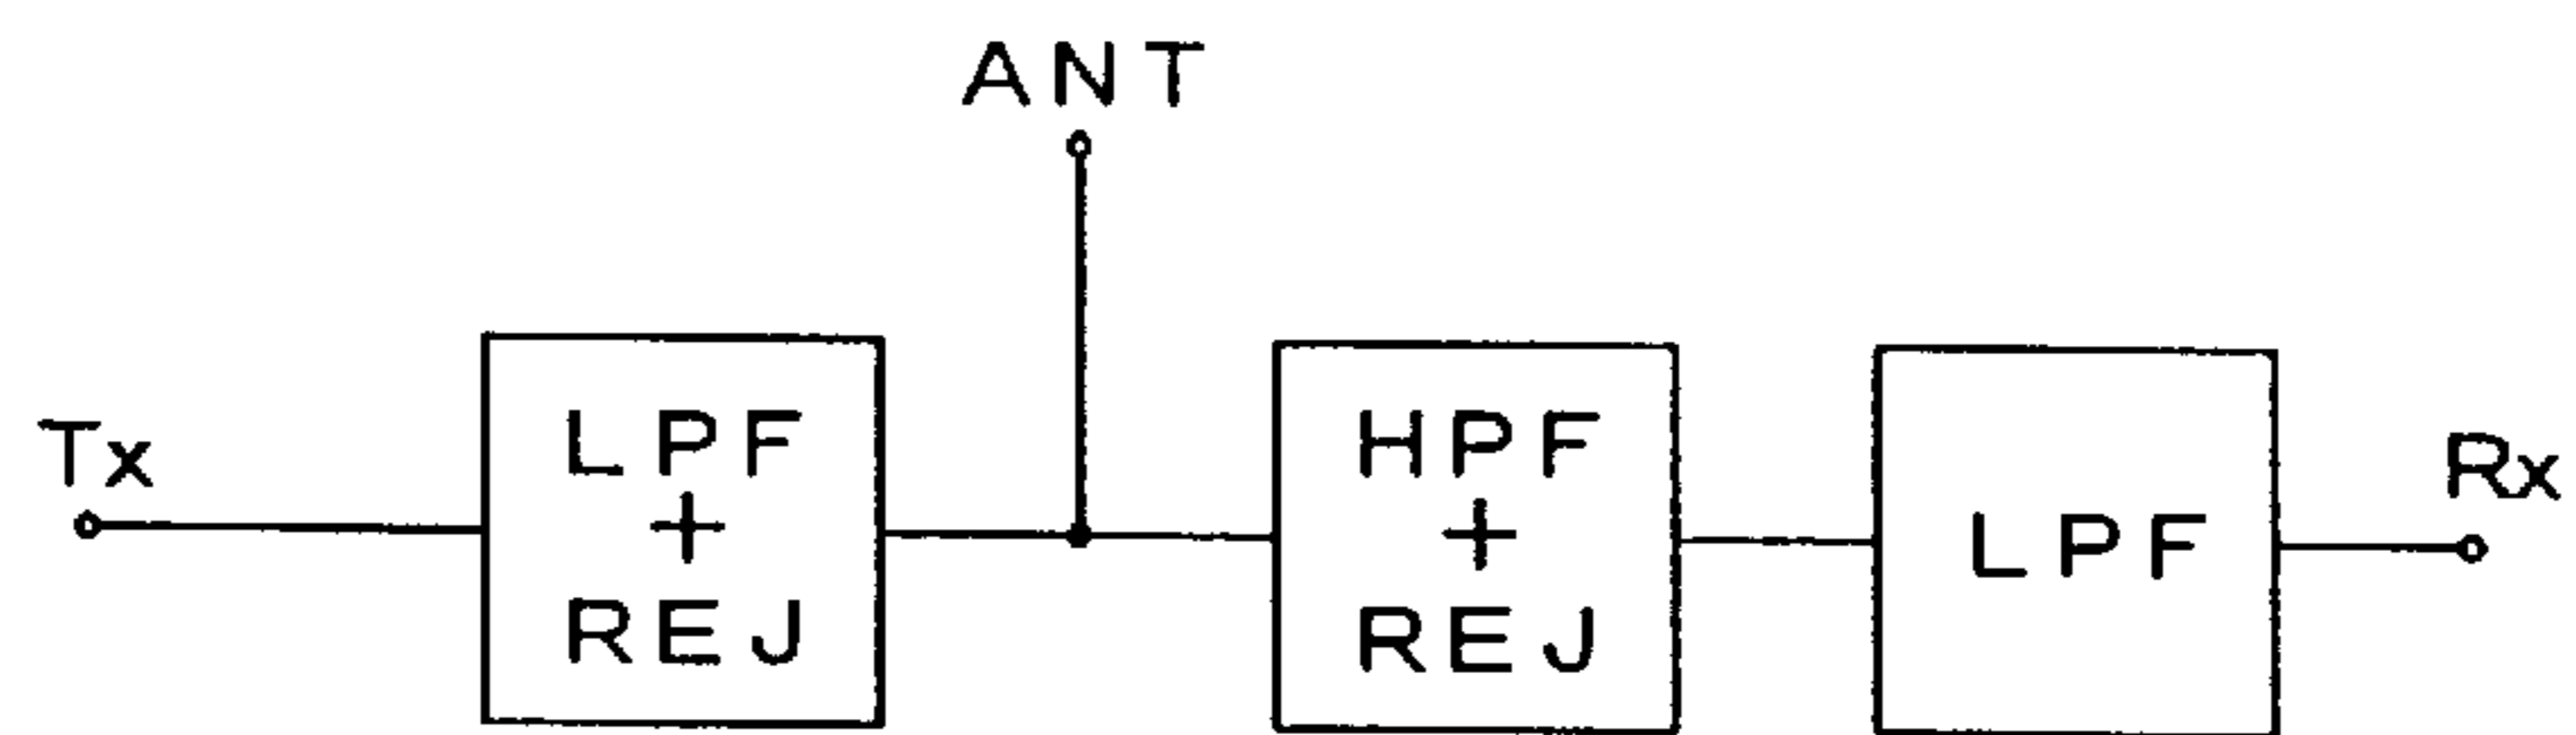 ANT
Tx
LPF
+
REJ
HPF
+
REJ
LPF
Rx